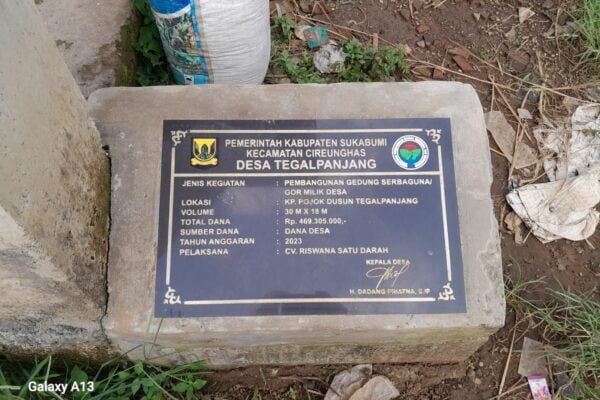 PEMERINTAH KABUPATEN SUKABUMI
KECAMATAN CIREUNGHAS
DESA TEGALPANJANG
JENIS KEGIATAN : PEMBANGUNAN GEDUNG SERBAGUNA/
GOR MILIK DESA
LOKASI : KP. POJOK DUSUN TEGALPANJANG
VOLUME : 30 M X 18 M
TOTAL DANA : Rp. 469.305.000,-
SUMBER DANA : DANA DESA
TAHUN ANGGARAN : 2023
PELAKSANA : CV. RISWANA SATU DARAH
KEPALA DESA
H. DADANG PRIATNA, S.IP
Galaxy A13